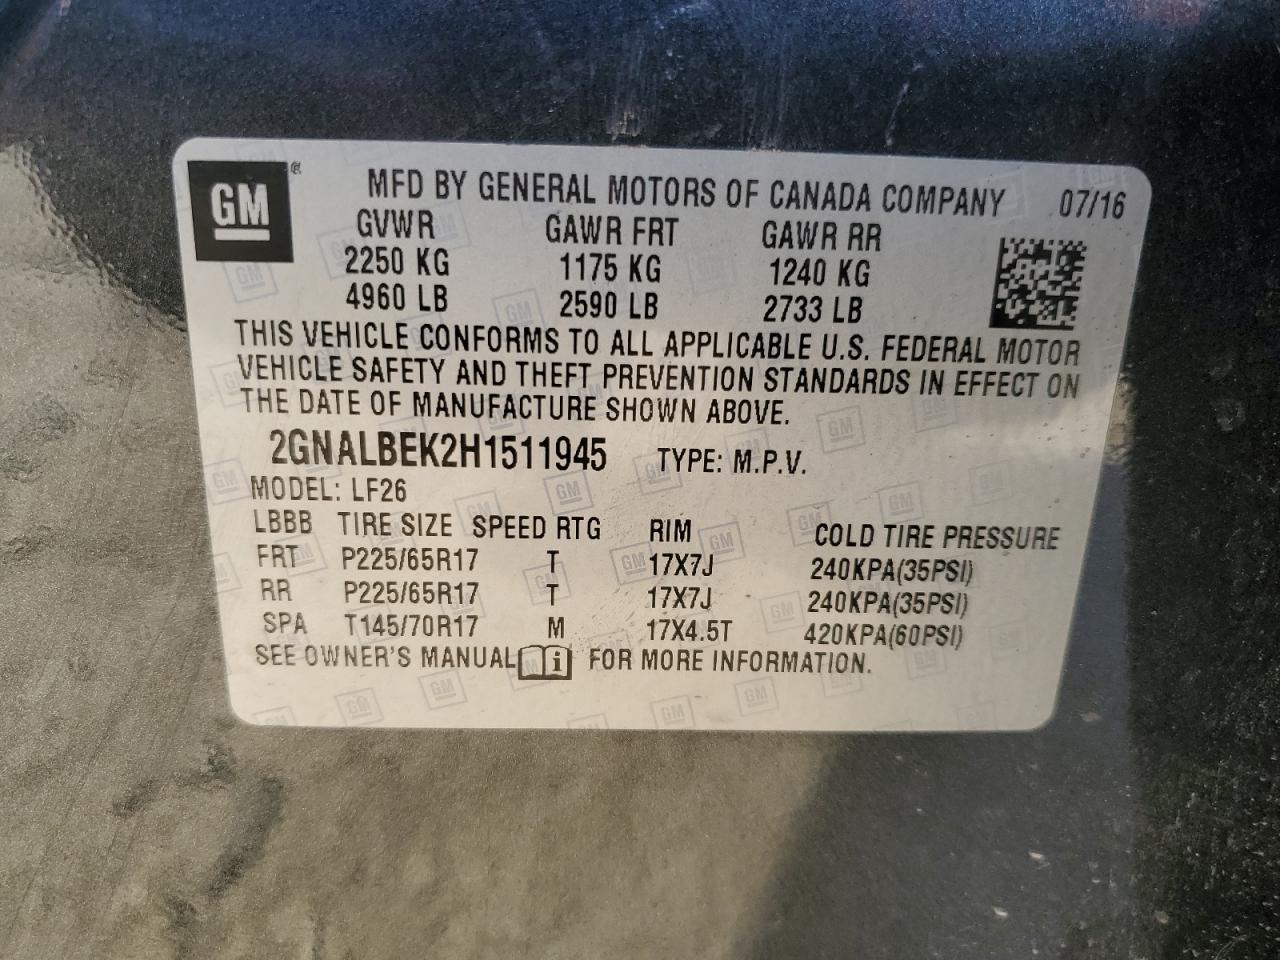 GM ®
MFD BY GENERAL MOTORS OF CANADA COMPANY 07/16
GVWR GAWR FRT GAWR RR
2250 KG 1175 KG 1240 KG
4960 LB 2590 LB 2733 LB
THIS VEHICLE CONFORMS TO ALL APPLICABLE U.S. FEDERAL MOTOR
VEHICLE SAFETY AND THEFT PREVENTION STANDARDS IN EFFECT ON
THE DATE OF MANUFACTURE SHOWN ABOVE.
2GNALBEK2H1511945 TYPE: M.P.V.
MODEL: LF26
LBBB TIRE SIZE SPEED RTG RIM COLD TIRE PRESSURE
FRT P225/65R17 T 17X7J 240KPA(35PSI)
RR P225/65R17 T 17X7J 240KPA(35PSI)
SPA T145/70R17 M 17X4.5T 420KPA(60PSI)
SEE OWNER'S MANUAL i FOR MORE INFORMATION.